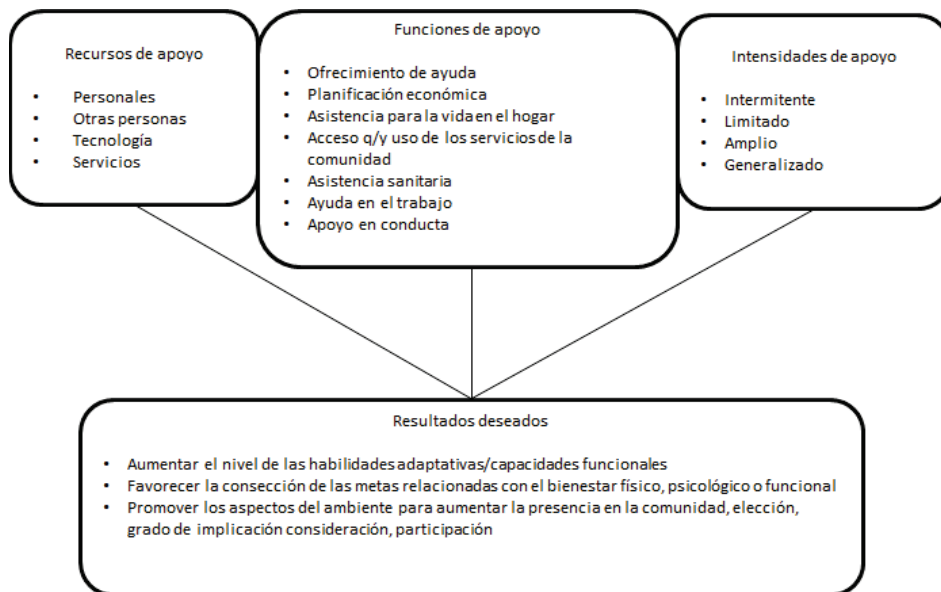 Recursos de apoyo
• Personales
• Otras personas
• Tecnología
• Servicios
Funciones de apoyo
• Ofrecimiento de ayuda
• Planificación económica
• Asistencia para la vida en el hogar
• Acceso q/y uso de los servicios de la
comunidad
• Asistencia sanitaria
• Ayuda en el trabajo
• Apoyo en conducta
Intensidades de apoyo
• Intermitente
• Limitado
• Amplio
• Generalizado
Resultados deseados
• Aumentar el nivel de las habilidades adaptativas/capacidades funcionales
• Favorecer la consección de las metas relacionadas con el bienestar físico, psicológico o funcional
• Promover los aspectos del ambiente para aumentar la presencia en la comunidad, elección,
grado de implicación consideración, participación